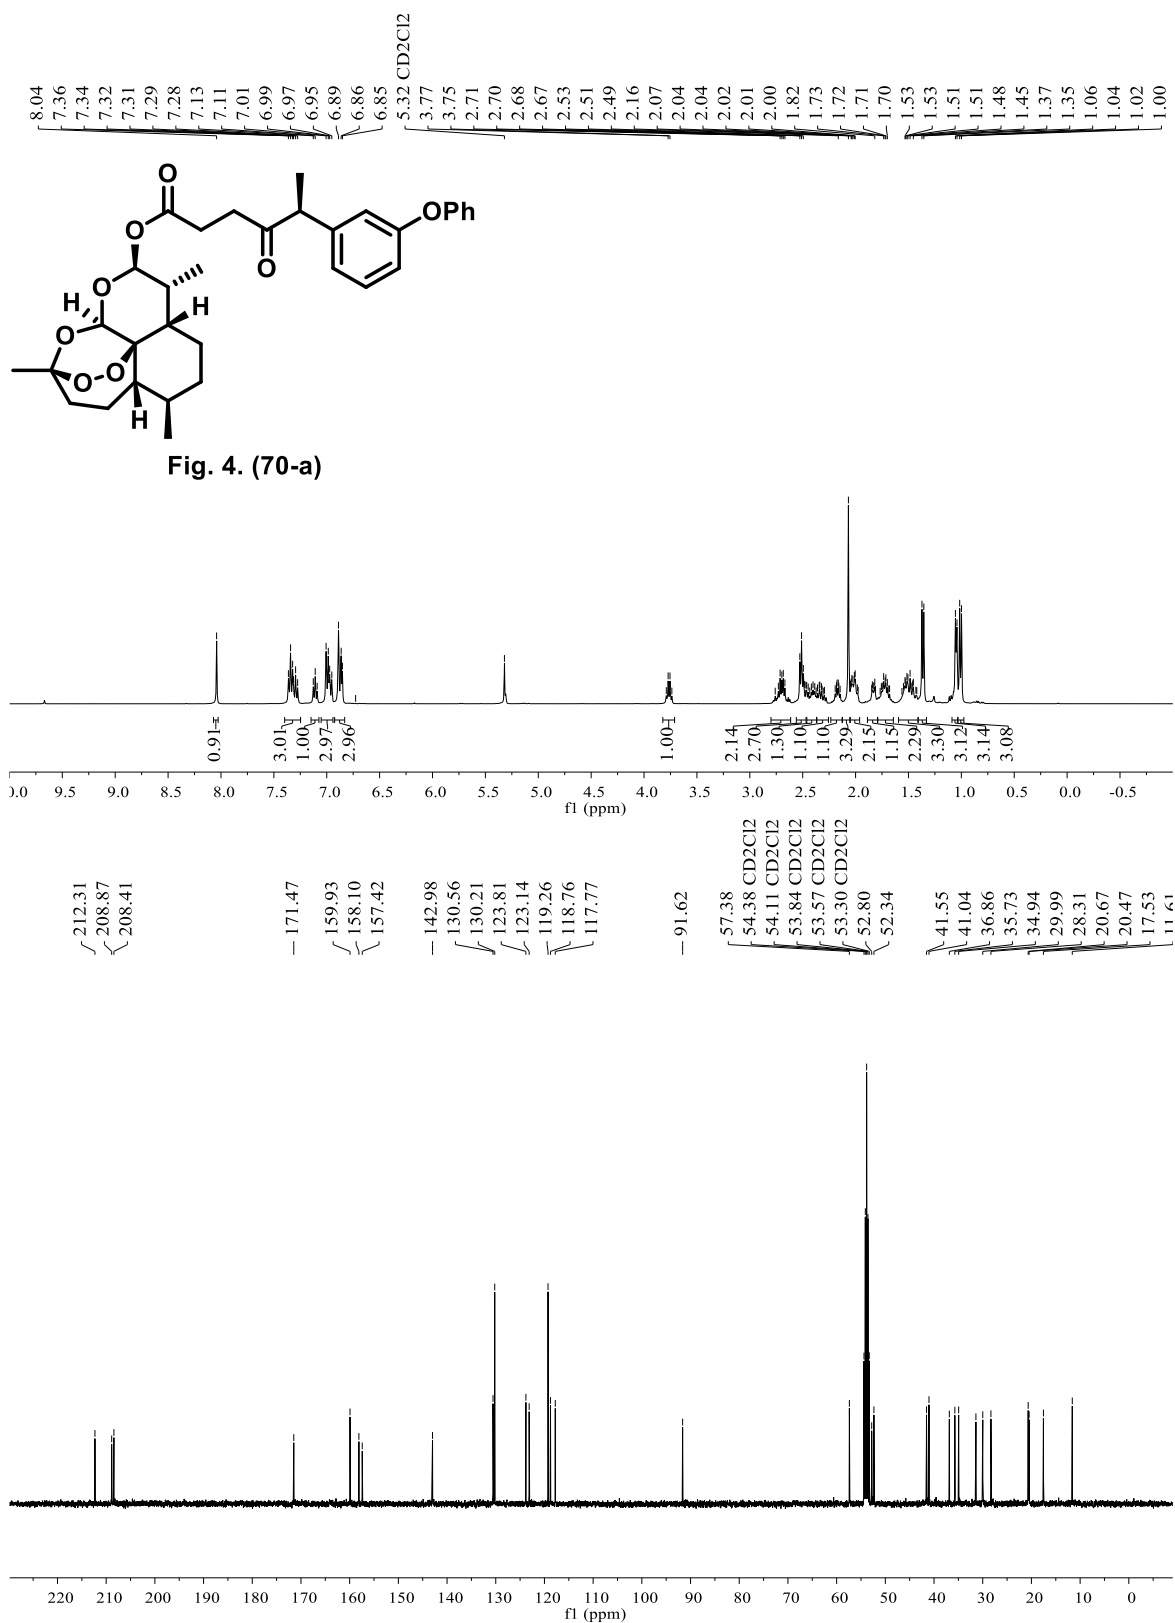 8.04 7.36 7.34 7.32 7.31 7.29 7.28 7.13 7.11 7.01 6.99 6.97 6.95 6.89 6.86 6.85 5.32 CD2Cl2 3.77 3.75 2.71 2.70 2.68 2.67 2.53 2.51 2.49 2.16 2.07 2.04 2.04 2.02 2.01 2.00 1.82 1.73 1.72 1.71 1.70 1.53 1.53 1.51 1.51 1.48 1.45 1.37 1.35 1.06 1.04 1.02 1.00
O
O
OPh
O
O
H
H
O
O
O
H
Fig. 4. (70-a)
0.91 3.01 1.00 2.97 2.96 1.00 2.14 2.70 1.30 1.10 1.10 3.29 2.15 1.15 2.29 3.30 3.12 3.14 3.08
0.0 9.5 9.0 8.5 8.0 7.5 7.0 6.5 6.0 5.5 5.0 4.5 4.0 3.5 3.0 2.5 2.0 1.5 1.0 0.5 0.0 -0.5
f1 (ppm)
212.31 208.87 208.41 171.47 159.93 158.10 157.42 142.98 130.56 130.21 123.81 123.14 119.26 118.76 117.77 91.62 57.38 54.38 CD2Cl2 54.11 CD2Cl2 53.84 CD2Cl2 53.57 CD2Cl2 53.30 CD2Cl2 52.80 52.34 41.55 41.04 36.86 35.73 34.94 29.99 28.31 20.67 20.47 17.53 11.61
220 210 200 190 180 170 160 150 140 130 120 110 100 90 80 70 60 50 40 30 20 10 0
f1 (ppm)